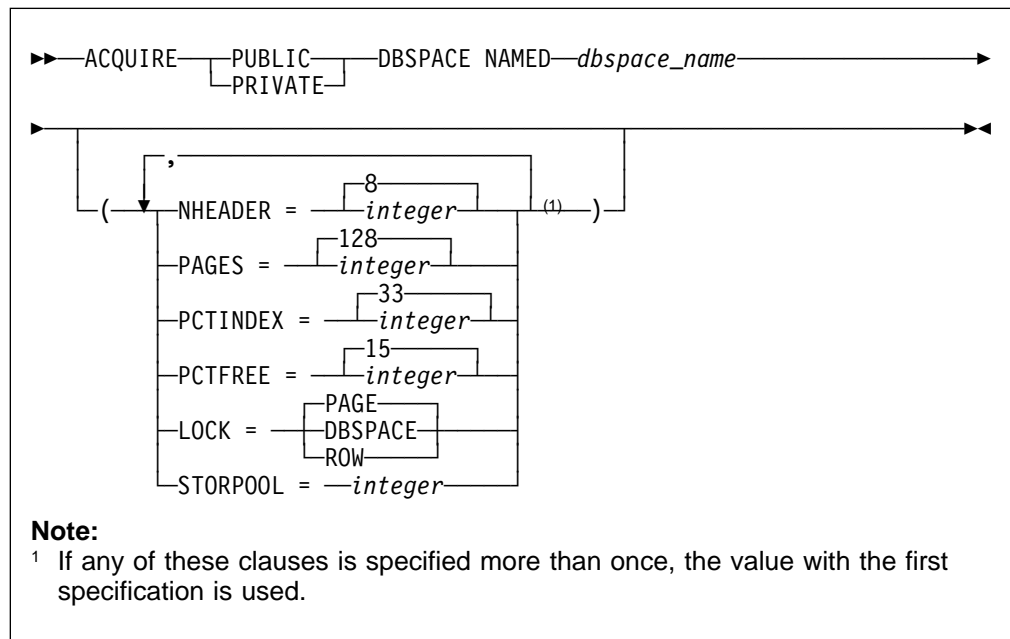 ACQUIRE PUBLIC DBSPACE NAMED dbspace_name
PRIVATE
,
8
( NHEADER = integer (1) )
128
PAGES = integer
33
PCTINDEX = integer
15
PCTFREE = integer
PAGE
LOCK = DBSPACE
ROW
STORPOOL = integer
Note:
1 If any of these clauses is specified more than once, the value with the first
specification is used.